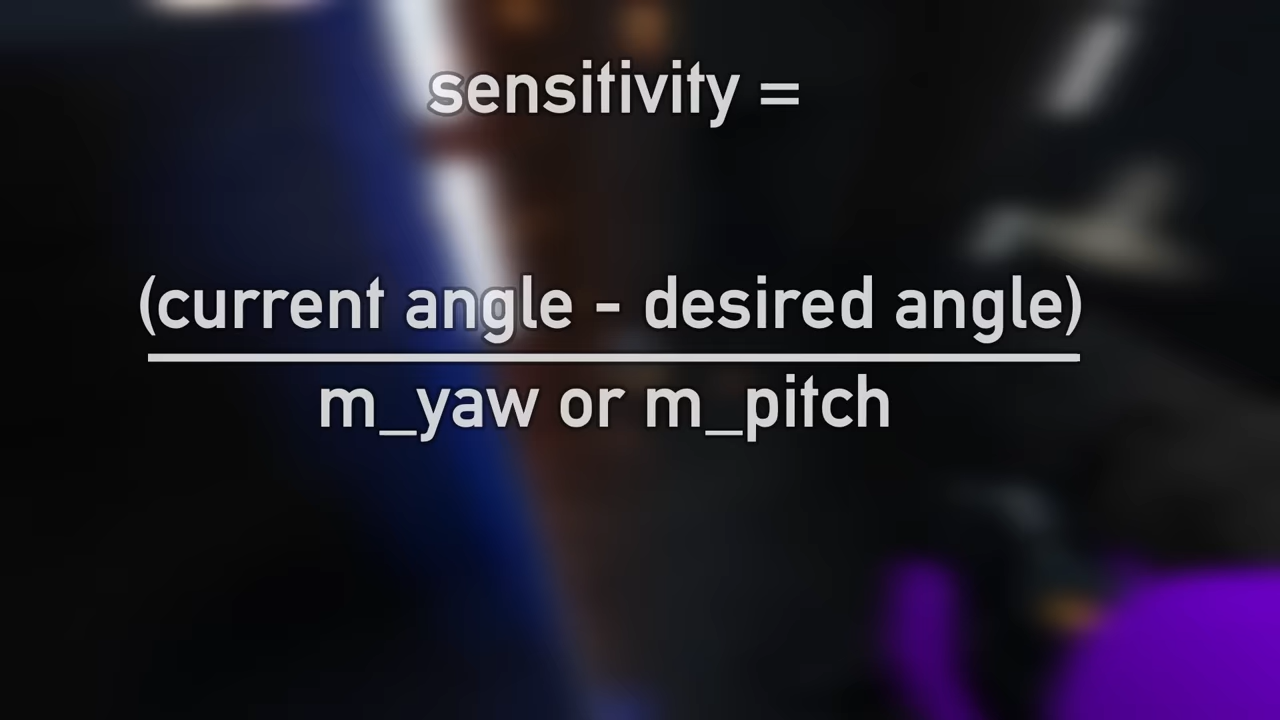 sensitivity =
(current angle - desired angle)
m_yaw or m_pitch